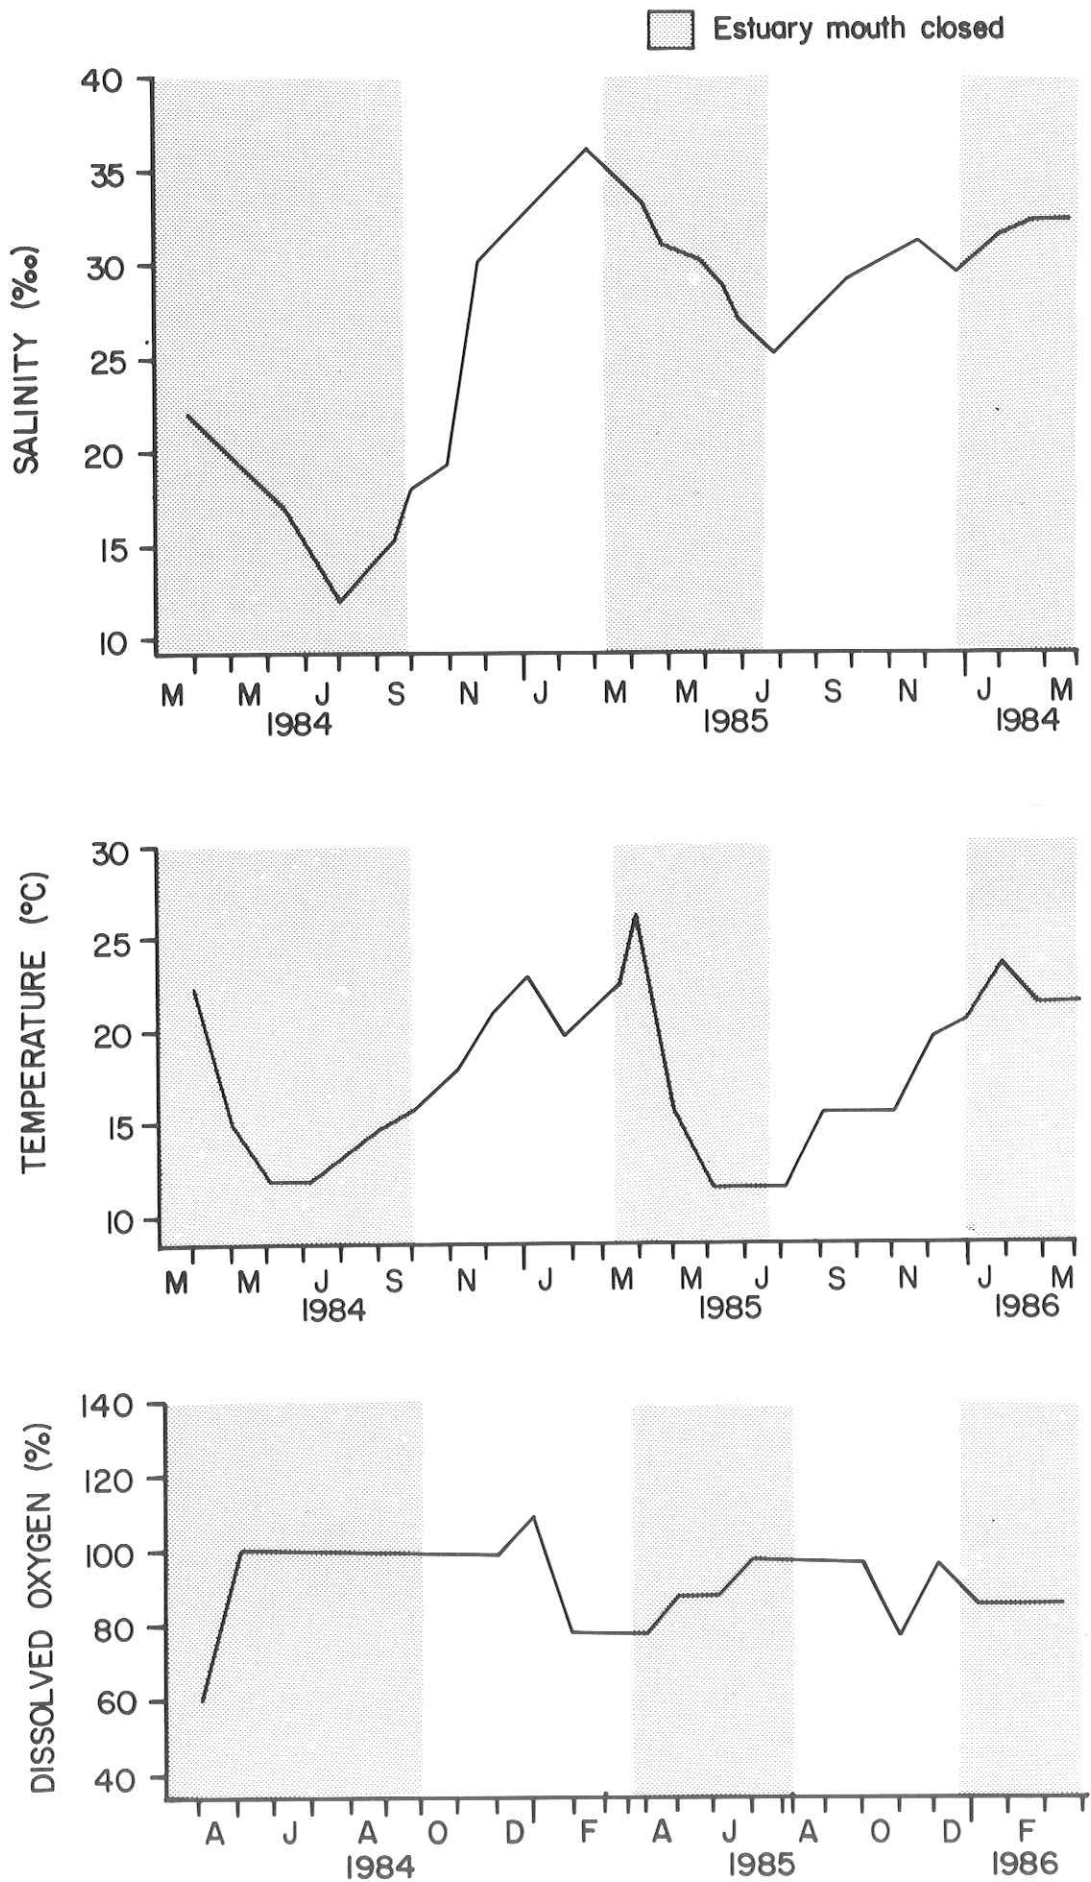 Estuary mouth closed
SALINITY (‰)
40
35
30
25
20
15
10
M M J S N J M M J S N J M
1984 1985 1984
TEMPERATURE (°C)
30
25
20
15
10
M M J S N J M M J S N J M
1984 1985 1986
DISSOLVED OXYGEN (%)
140
120
100
80
60
40
A J A O D F A J A O D F
1984 1985 1986